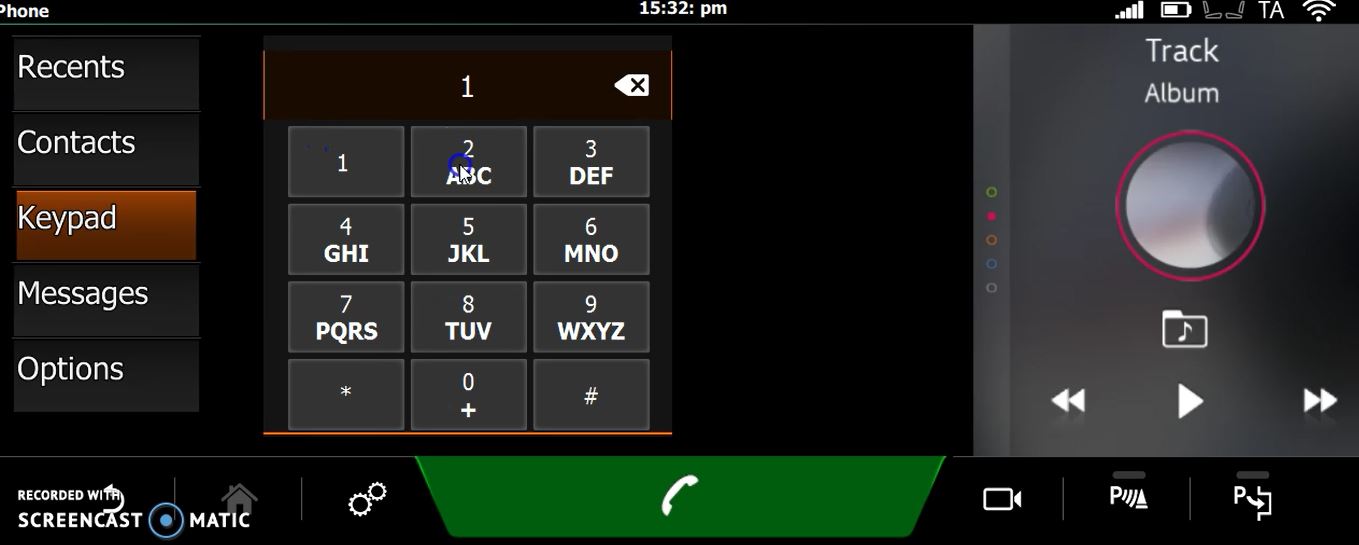 Phone
15:32: pm
TA
Recents
Contacts
Keypad
Messages
Options
1
1
2
ABC
3
DEF
4
GHI
5
JKL
6
MNO
7
PQRS
8
TUV
9
WXYZ
*
0
+
#
Track
Album
RECORDED WITH
SCREENCAST MATIC
P
P